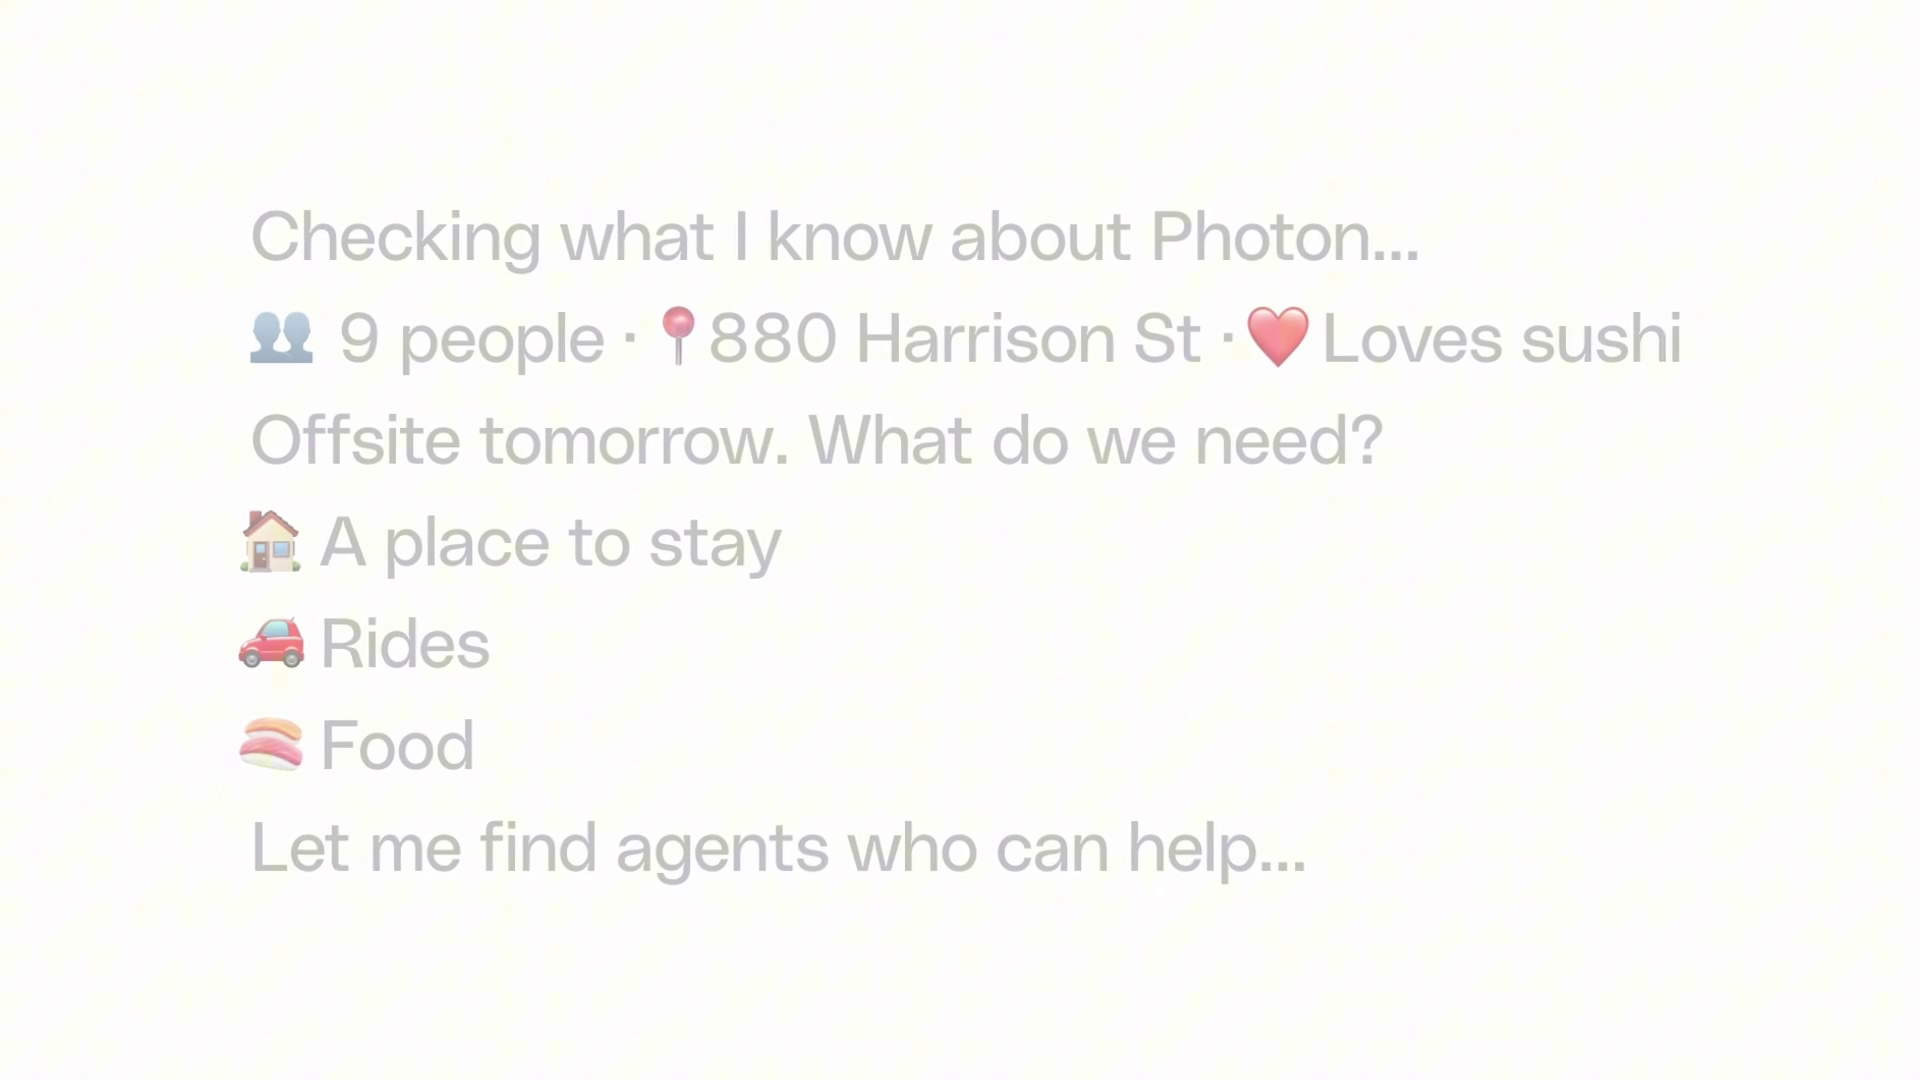 Checking what I know about Photon...
👥 9 people · 📍880 Harrison St · ❤️ Loves sushi
Offsite tomorrow. What do we need?
🏠 A place to stay
🚗 Rides
🍣 Food
Let me find agents who can help...